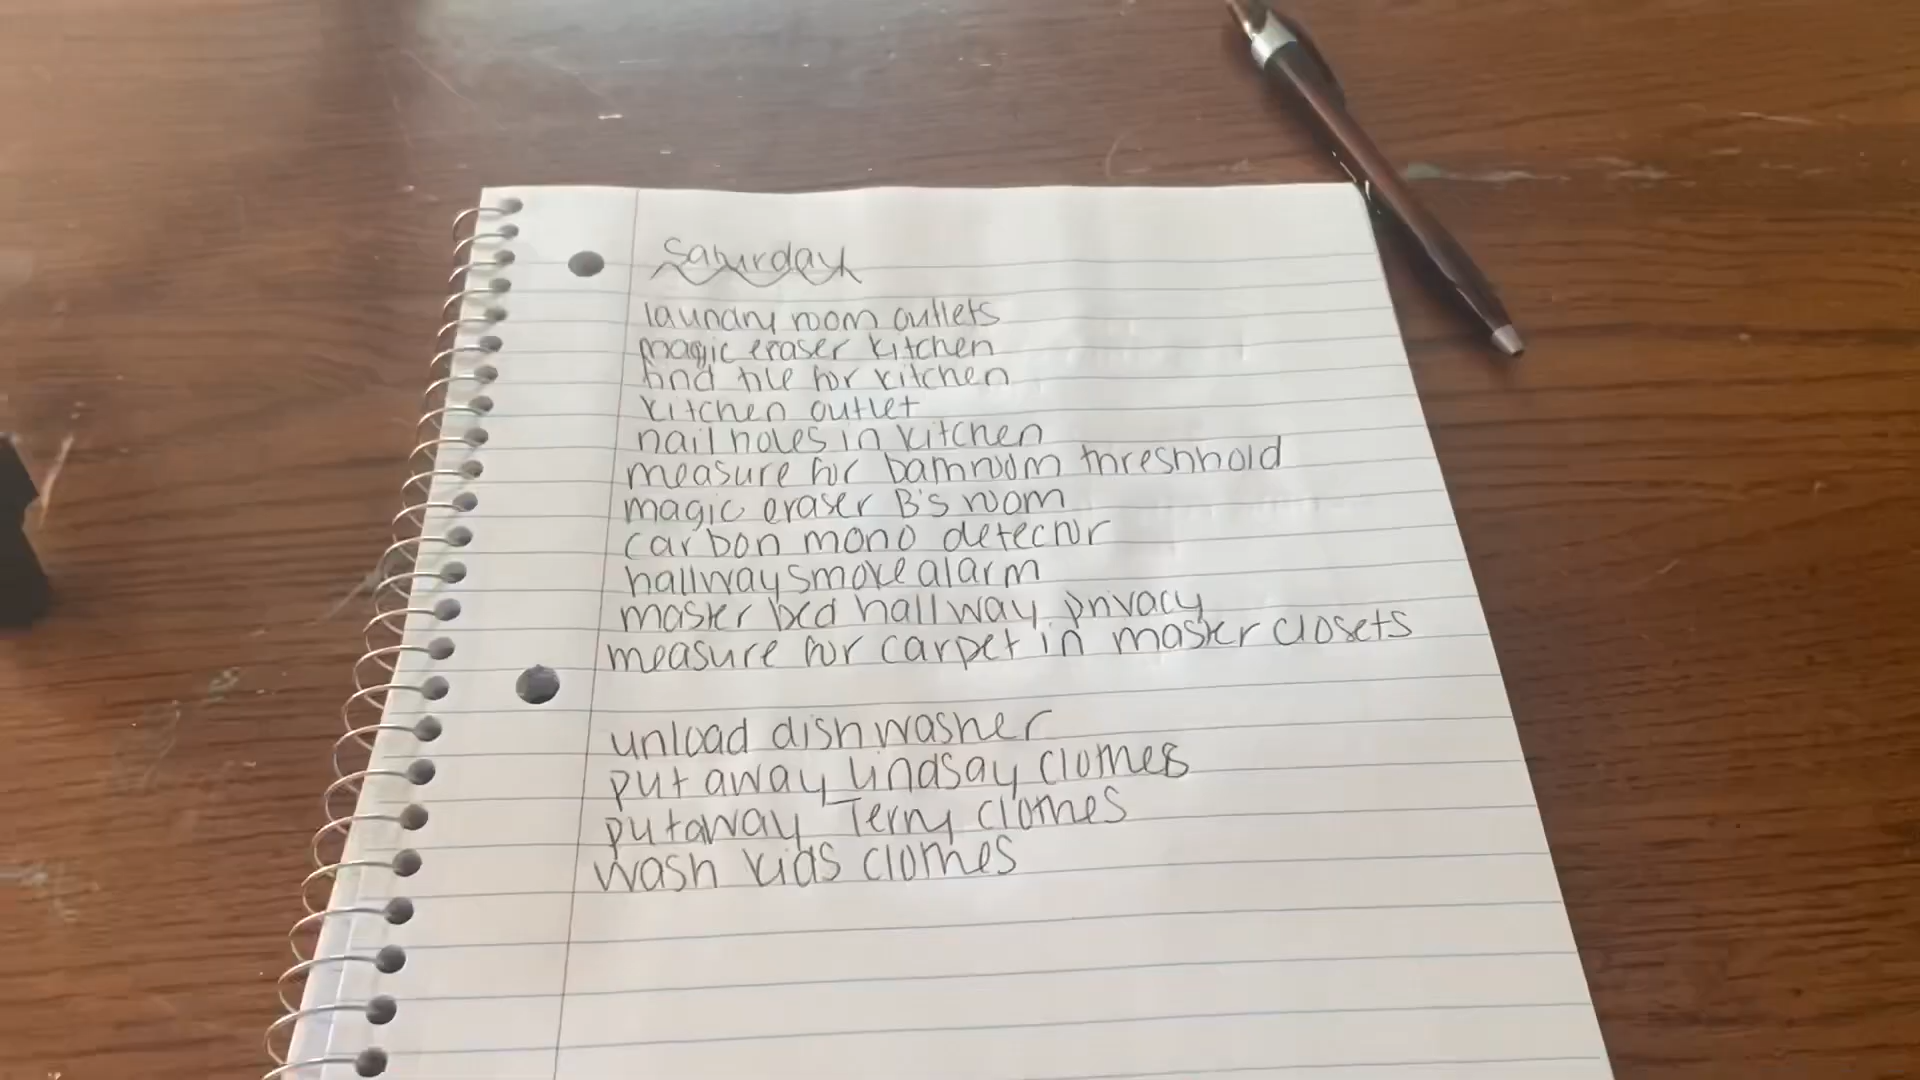 Saturday
laundry room outlets
magic eraser kitchen
find tile for kitchen
kitchen outlet
nail holes in kitchen
measure for bathroom threshhold
magic eraser B's room
carbon mono detector
hallway smoke alarm
master bed hallway privacy
measure for carpet in master closets
unload dishwasher
put away Lindsay clothes
put away Terry clothes
wash kids clothes